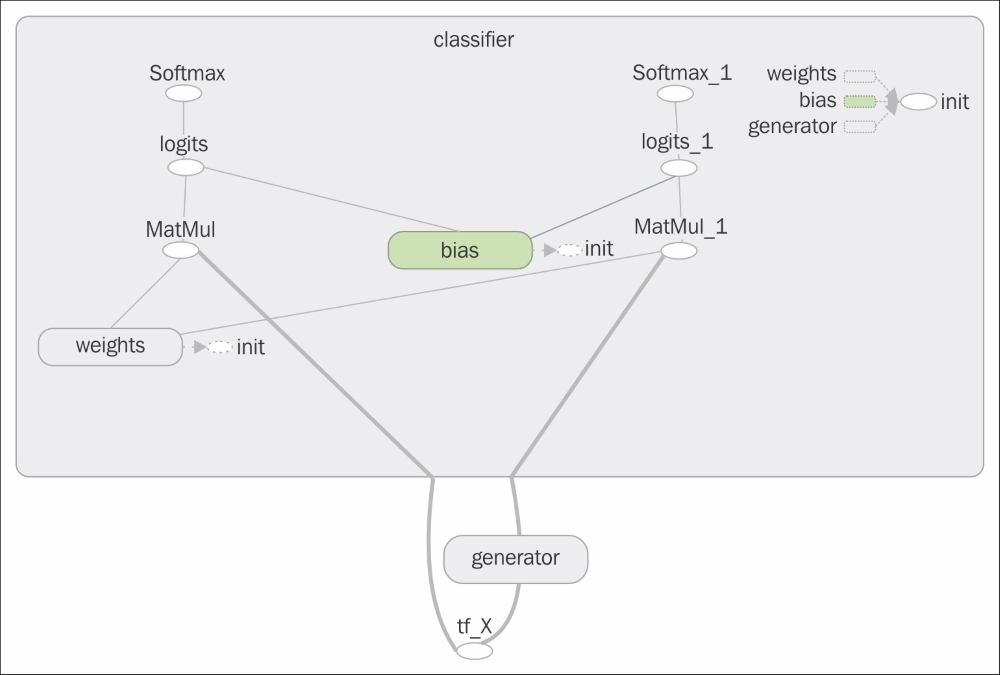 classifier
Softmax
Softmax_1
weights
bias
init
generator
logits
logits_1
MatMul
MatMul_1
bias
init
weights
init
generator
tf_X